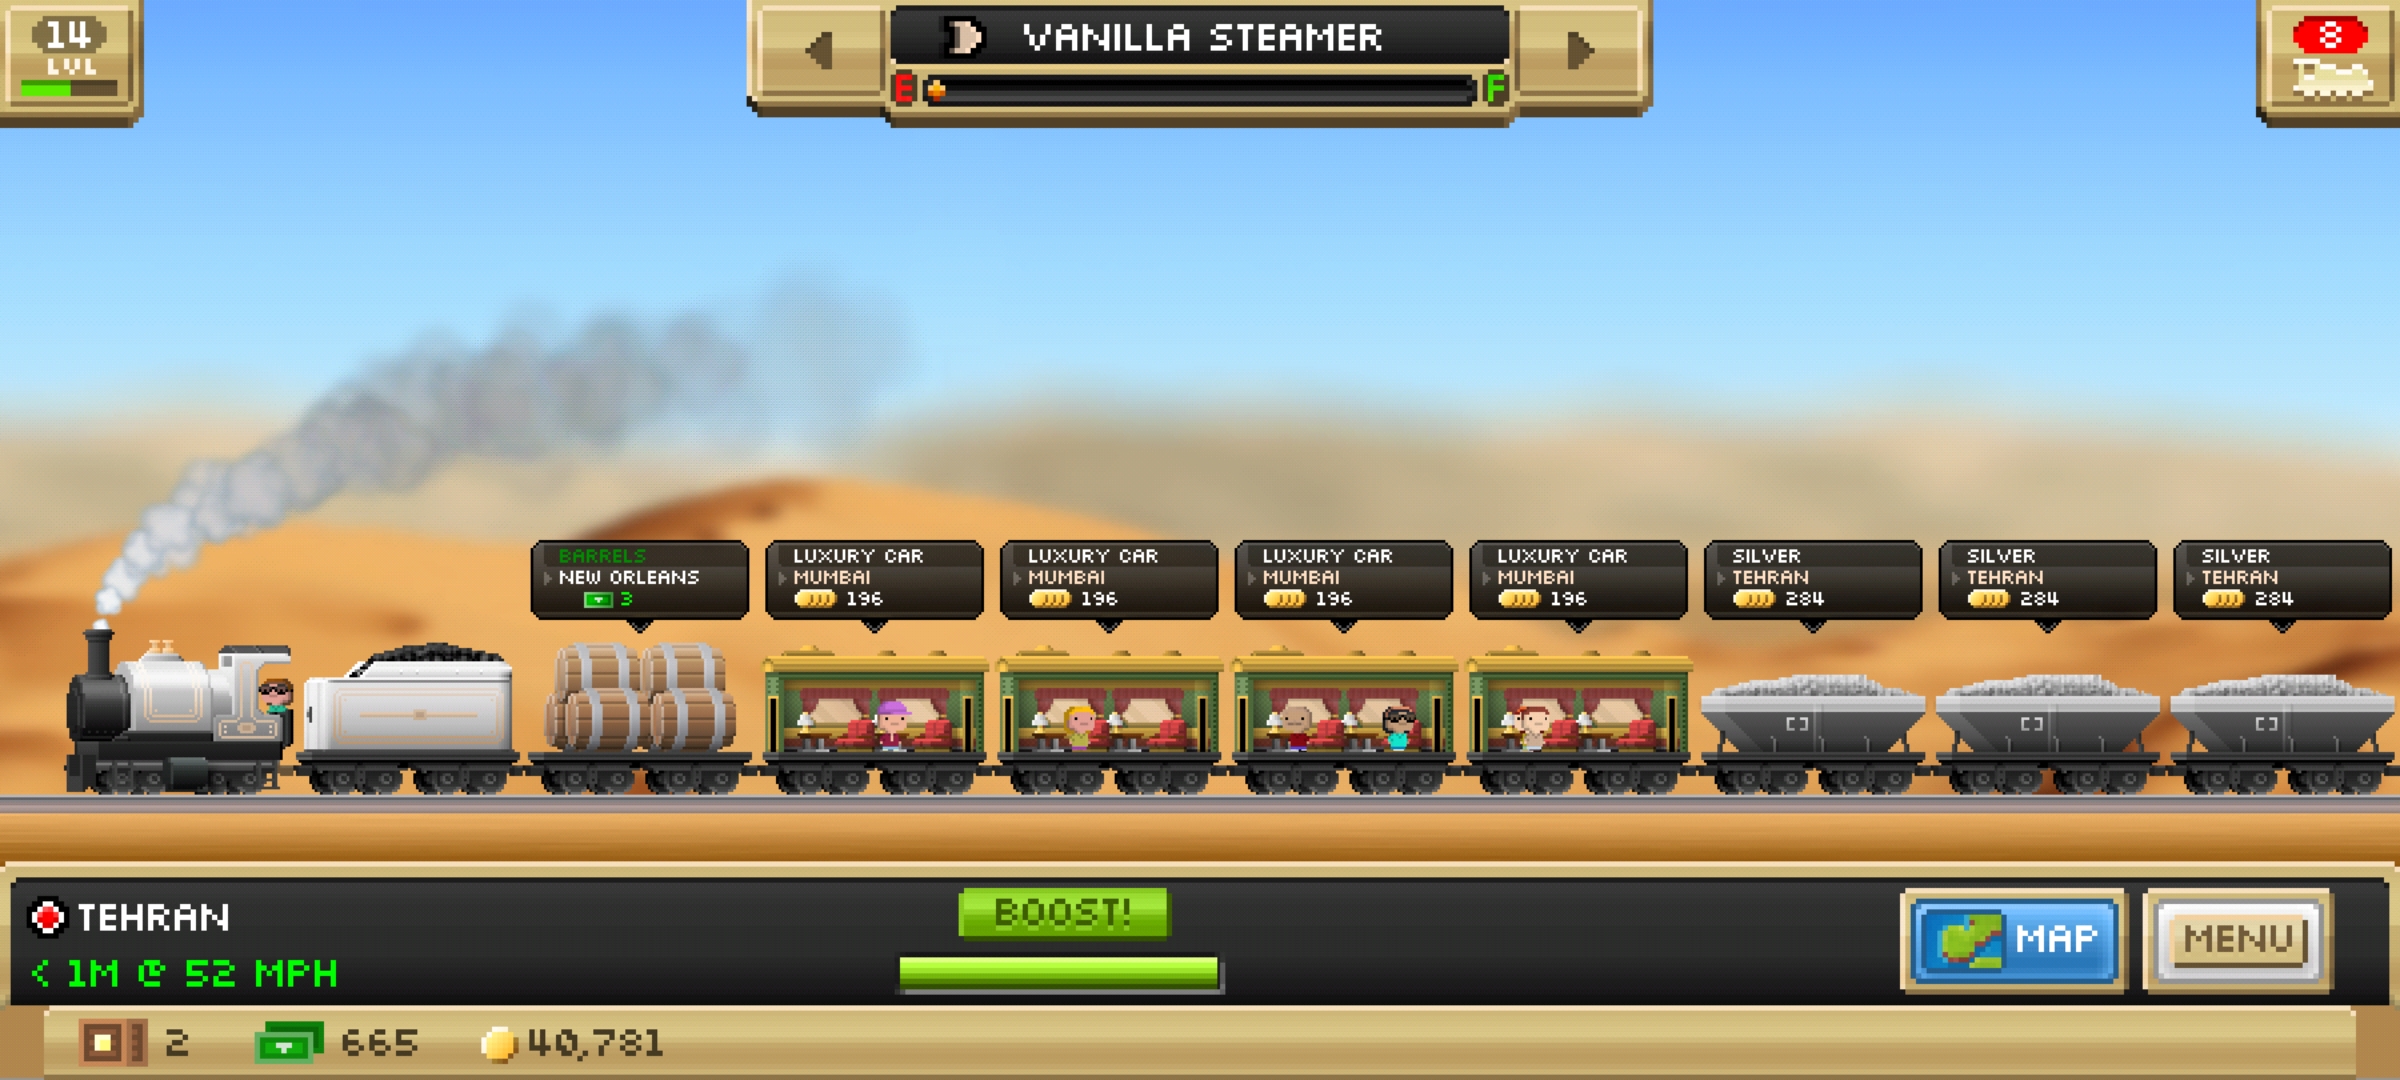 14
LVL
VANILLA STEAMER
E F
8
BARRELS
NEW ORLEANS
3
LUXURY CAR
MUMBAI
196
LUXURY CAR
MUMBAI
196
LUXURY CAR
MUMBAI
196
LUXURY CAR
MUMBAI
196
SILVER
TEHRAN
284
SILVER
TEHRAN
284
SILVER
TEHRAN
284
TEHRAN
< 1M @ 52 MPH
BOOST!
MAP
MENU
2 665 40,781